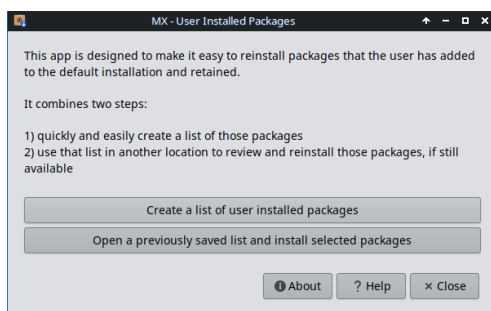 MX - User Installed Packages
This app is designed to make it easy to reinstall packages that the user has added
to the default installation and retained.
It combines two steps:
1) quickly and easily create a list of those packages
2) use that list in another location to review and reinstall those packages, if still
available
Create a list of user installed packages
Open a previously saved list and install selected packages
About ? Help × Close